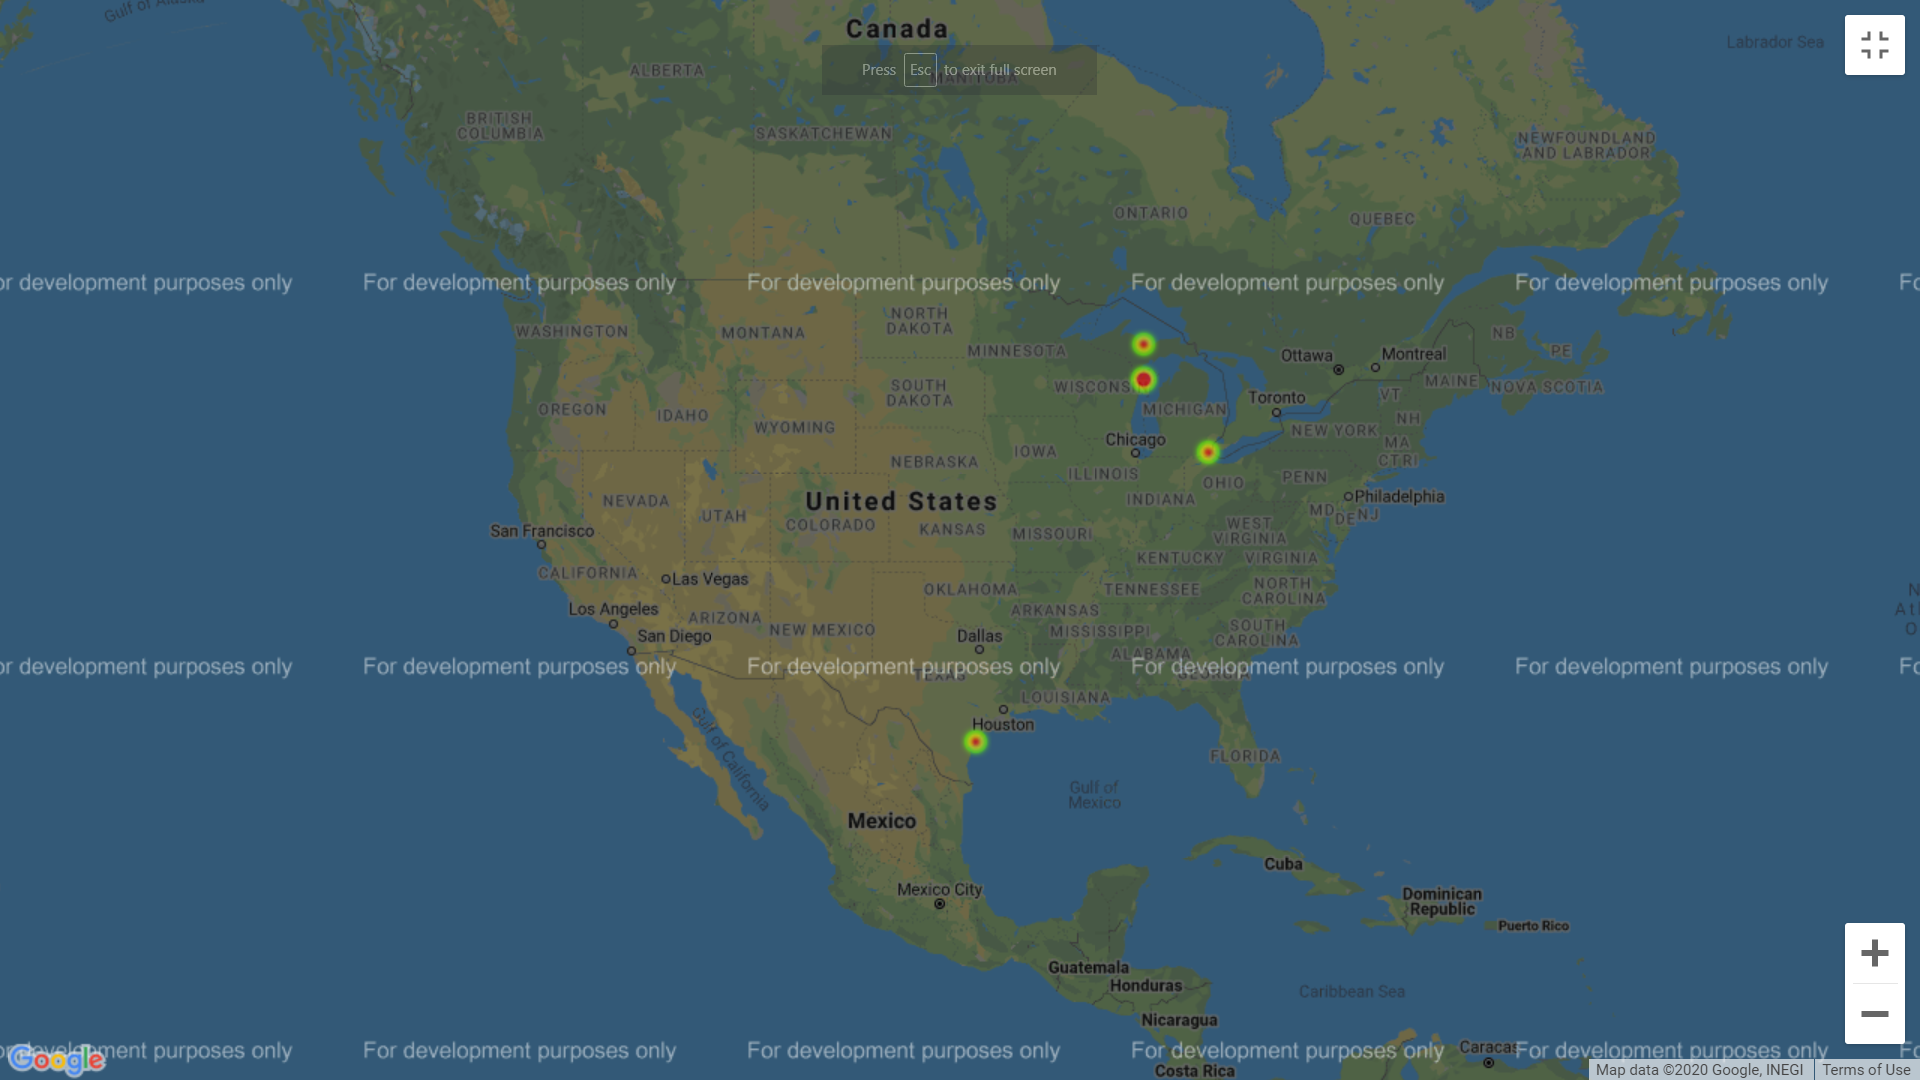 Gulf of Alaska
Canada
Labrador Sea
Press Esc to exit full screen
MANITOBA
ALBERTA
BRITISH
COLUMBIA
SASKATCHEWAN
NEWFOUNDLAND
AND LABRADOR
ONTARIO
QUEBEC
or development purposes only
For development purposes only
For development purposes only
For development purposes only
For development purposes only
Fo
WASHINGTON
MONTANA
NORTH
DAKOTA
MINNESOTA
Ottawa
Montreal
NB
PE
SOUTH
DAKOTA
WISCONS
MAINE
NOVA SCOTIA
OREGON
IDAHO
WYOMING
MICHIGAN
Toronto
VT
NH
NEW YORK
MA
CT RI
Chicago
IOWA
NEBRASKA
ILLINOIS
INDIANA
OHIO
PENN
Philadelphia
NEVADA
UTAH
United States
COLORADO
KANSAS
MISSOURI
WEST
VIRGINIA
MD
DE
NJ
San Francisco
KENTUCKY
VIRGINIA
CALIFORNIA
Las Vegas
OKLAHOMA
TENNESSEE
NORTH
CAROLINA
N
At
O
Los Angeles
ARIZONA
NEW MEXICO
ARKANSAS
San Diego
Dallas
MISSISSIPPI
SOUTH
CAROLINA
ALABAMA
or development purposes only
For development purposes only
For development purposes only
For development purposes only
For development purposes only
Fo
TEXAS
GEORGIA
LOUISIANA
Houston
Gulf of California
FLORIDA
Gulf of
Mexico
Mexico
Cuba
Mexico City
Dominican
Republic
Puerto Rico
Guatemala
Honduras
Caribbean Sea
Nicaragua
Caracas
Costa Rica
Google
or development purposes only
For development purposes only
For development purposes only
For development purposes only
For development purposes only
Fo
Map data ©2020 Google, INEGI
Terms of Use